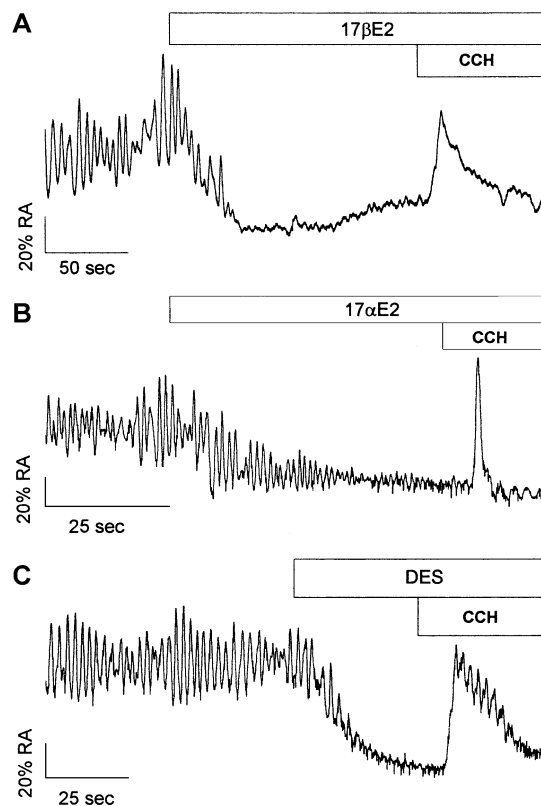 A
17βE2
CCH
20% RA
50 sec
B
17αE2
CCH
20% RA
25 sec
C
DES
CCH
20% RA
25 sec